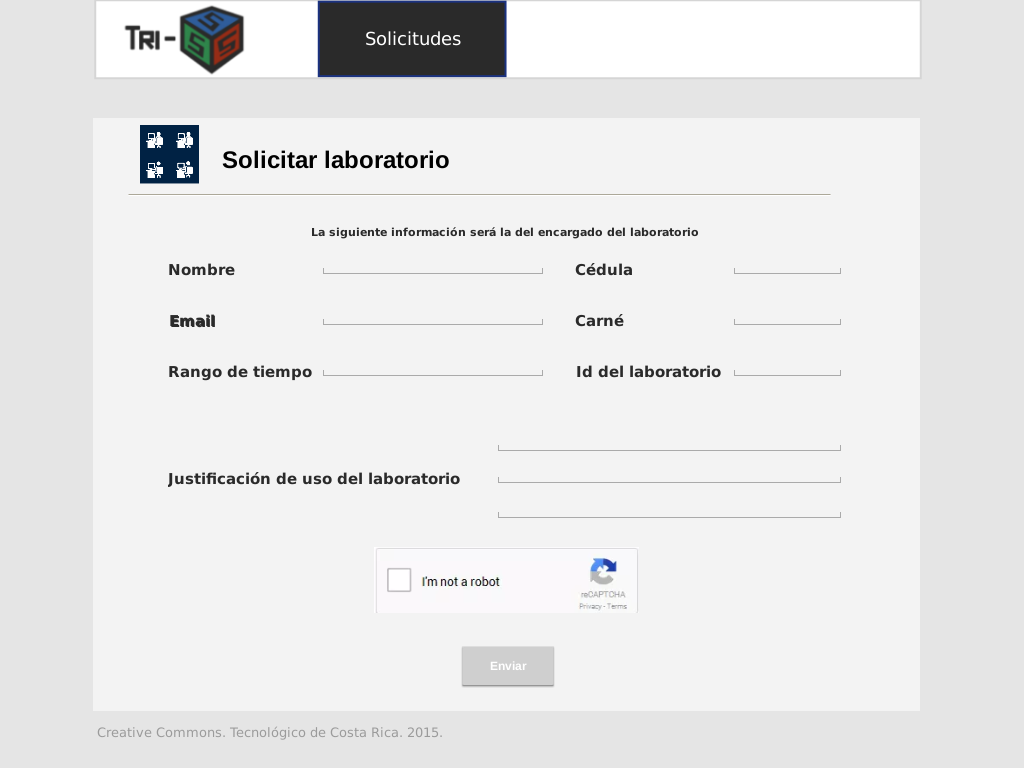 TRI-SSS
Solicitudes
Solicitar laboratorio
La siguiente información será la del encargado del laboratorio
Nombre
Cédula
Email
Carné
Rango de tiempo
Id del laboratorio
Justificación de uso del laboratorio
I'm not a robot
reCAPTCHA
Privacy - Terms
Enviar
Creative Commons. Tecnológico de Costa Rica. 2015.